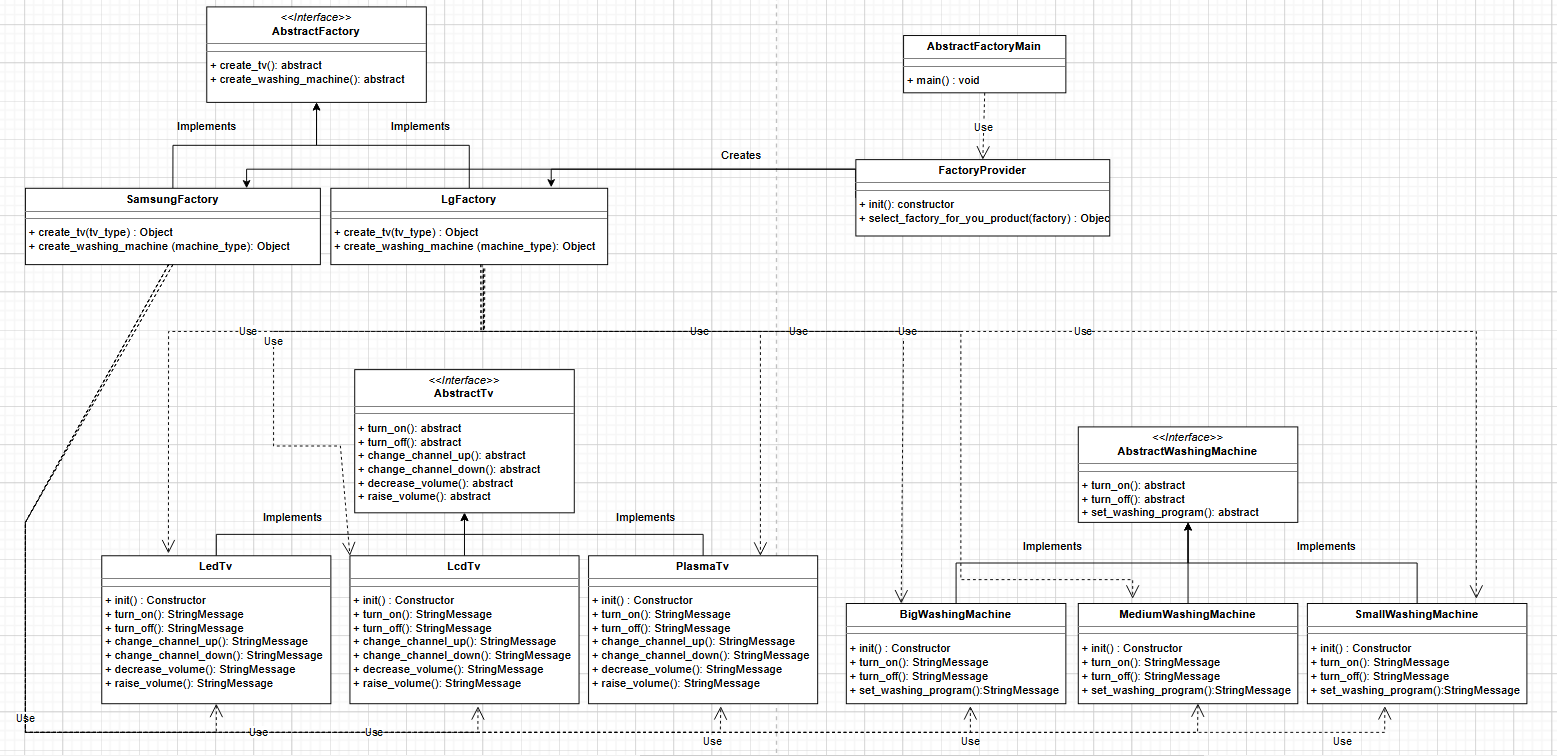 <<Interface>>
AbstractFactory
+ create_tv(): abstract
+ create_washing_machine(): abstract
AbstractFactoryMain
+ main() : void
Implements
Implements
Use
Creates
FactoryProvider
+ init(): constructor
+ select_factory_for_you_product(factory) : Objec
SamsungFactory
+ create_tv(tv_type) : Object
+ create_washing_machine (machine_type): Object
LgFactory
+ create_tv(tv_type) : Object
+ create_washing_machine (machine_type): Object
Use
Use
Use
Use
Use
Use
<<Interface>>
AbstractTv
+ turn_on(): abstract
+ turn_off(): abstract
+ change_channel_up(): abstract
+ change_channel_down(): abstract
+ decrease_volume(): abstract
+ raise_volume(): abstract
<<Interface>>
AbstractWashingMachine
+ turn_on(): abstract
+ turn_off(): abstract
+ set_washing_program(): abstract
Implements
Implements
Implements
Implements
LedTv
+ init() : Constructor
+ turn_on(): StringMessage
+ turn_off(): StringMessage
+ change_channel_up(): StringMessage
+ change_channel_down(): StringMessage
+ decrease_volume(): StringMessage
+ raise_volume(): StringMessage
LcdTv
+ init() : Constructor
+ turn_on(): StringMessage
+ turn_off(): StringMessage
+ change_channel_up(): StringMessage
+ change_channel_down(): StringMessage
+ decrease_volume(): StringMessage
+ raise_volume(): StringMessage
PlasmaTv
+ init() : Constructor
+ turn_on(): StringMessage
+ turn_off(): StringMessage
+ change_channel_up(): StringMessage
+ change_channel_down(): StringMessage
+ decrease_volume(): StringMessage
+ raise_volume(): StringMessage
BigWashingMachine
+ init() : Constructor
+ turn_on(): StringMessage
+ turn_off(): StringMessage
+ set_washing_program():StringMessage
MediumWashingMachine
+ init() : Constructor
+ turn_on(): StringMessage
+ turn_off(): StringMessage
+ set_washing_program():StringMessage
SmallWashingMachine
+ init() : Constructor
+ turn_on(): StringMessage
+ turn_off(): StringMessage
+ set_washing_program():StringMessage
Use
Use
Use
Use
Use
Use